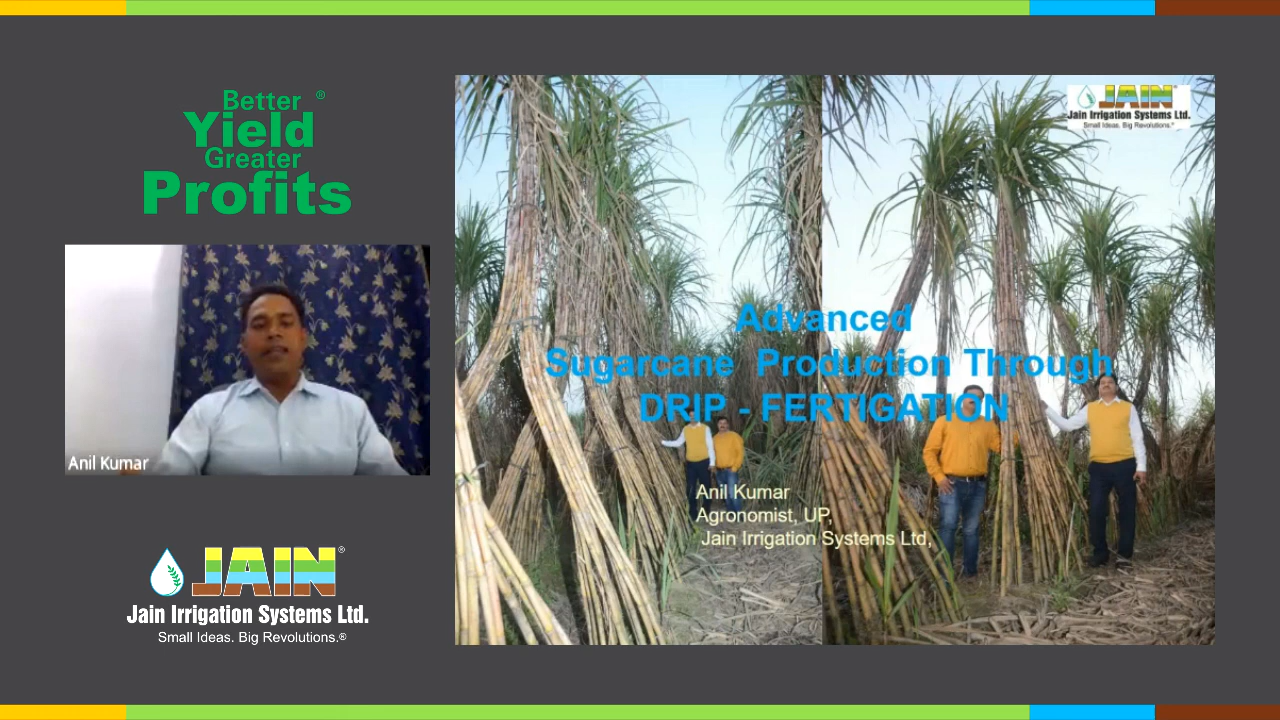 Better ®
Yield
Greater
Profits
Anil Kumar
JAIN®
Jain Irrigation Systems Ltd.
Small Ideas. Big Revolutions.®
JAIN®
Jain Irrigation Systems Ltd.
Small Ideas. Big Revolutions.®
Advanced
Sugarcane Production Through
DRIP - FERTIGATION
Anil Kumar
Agronomist, UP,
Jain Irrigation Systems Ltd,